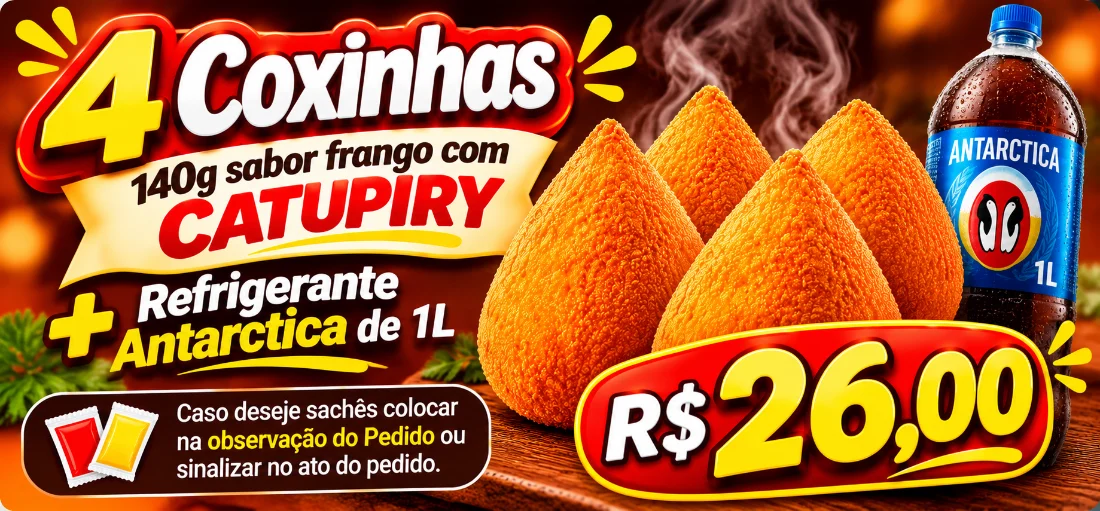 4 Coxinhas
140g sabor frango com
CATUPIRY
+ Refrigerante
Antarctica de 1L
Caso deseje sachês colocar
na observação do Pedido ou
sinalizar no ato do pedido.
ANTARCTICA
1L
R$26,00